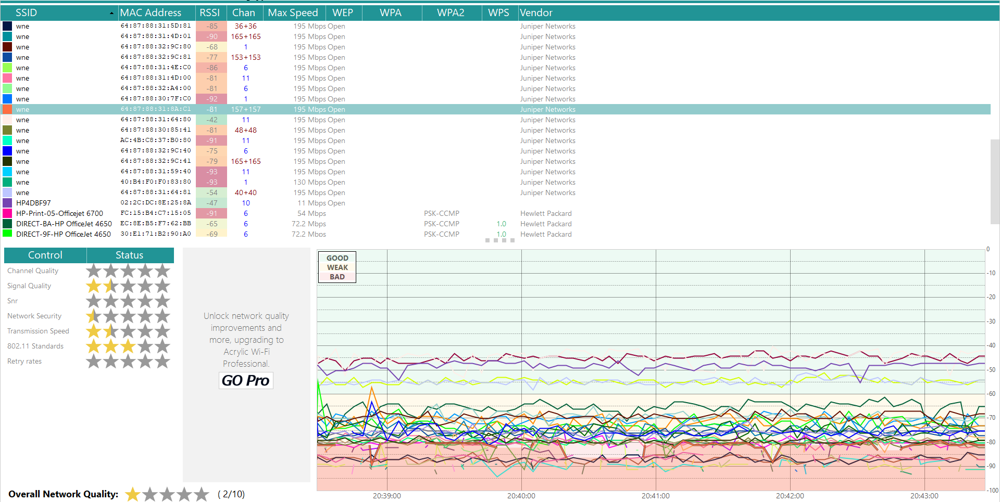 SSID MAC Address RSSI Chan Max Speed WEP WPA WPA2 WPS Vendor
wne 64:87:88:31:5D:81 -85 36+36 195 Mbps Open Juniper Networks
wne 64:87:88:31:4D:01 -90 165+165 195 Mbps Open Juniper Networks
wne 64:87:88:32:9C:80 -68 1 195 Mbps Open Juniper Networks
wne 64:87:88:32:9C:81 -77 153+153 195 Mbps Open Juniper Networks
wne 64:87:88:31:4E:C0 -86 6 195 Mbps Open Juniper Networks
wne 64:87:88:31:4D:00 -81 11 195 Mbps Open Juniper Networks
wne 64:87:88:32:A4:00 -81 6 195 Mbps Open Juniper Networks
wne 64:87:88:30:7F:C0 -92 1 195 Mbps Open Juniper Networks
wne 64:87:88:31:8A:C1 -81 157+157 195 Mbps Open Juniper Networks
wne 64:87:88:31:64:80 -42 11 195 Mbps Open Juniper Networks
wne 64:87:88:30:85:41 -81 48+48 195 Mbps Open Juniper Networks
wne AC:4B:C8:37:B0:80 -91 11 195 Mbps Open Juniper Networks
wne 64:87:88:32:9C:40 -75 6 195 Mbps Open Juniper Networks
wne 64:87:88:32:9C:41 -79 165+165 195 Mbps Open Juniper Networks
wne 64:87:88:31:59:40 -93 11 195 Mbps Open Juniper Networks
wne 40:B4:F0:F0:83:80 -93 1 130 Mbps Open Juniper Networks
wne 64:87:88:31:64:81 -54 40+40 195 Mbps Open Juniper Networks
HP4DBF97 02:2C:DC:8E:25:8A -47 10 11 Mbps Open
HP-Print-05-Officejet 6700 FC:15:B4:C7:15:05 -91 6 54 Mbps PSK-CCMP Hewlett Packard
DIRECT-BA-HP OfficeJet 4650 EC:8E:B5:F7:62:BB -65 6 72.2 Mbps PSK-CCMP 1.0 Hewlett Packard
DIRECT-9F-HP OfficeJet 4650 30:E1:71:B2:90:A0 -69 6 72.2 Mbps PSK-CCMP 1.0 Hewlett Packard
Control Status
Channel Quality
Signal Quality
Snr
Network Security
Transmission Speed
802.11 Standards
Retry rates
Overall Network Quality: ( 2/10)
Unlock network quality
improvements and
more, upgrading to
Acrylic Wi-Fi
Professional.
GO Pro
GOOD
WEAK
BAD
0
-10
-20
-30
-40
-50
-60
-70
-80
-90
-100
20:39:00 20:40:00 20:41:00 20:42:00 20:43:00